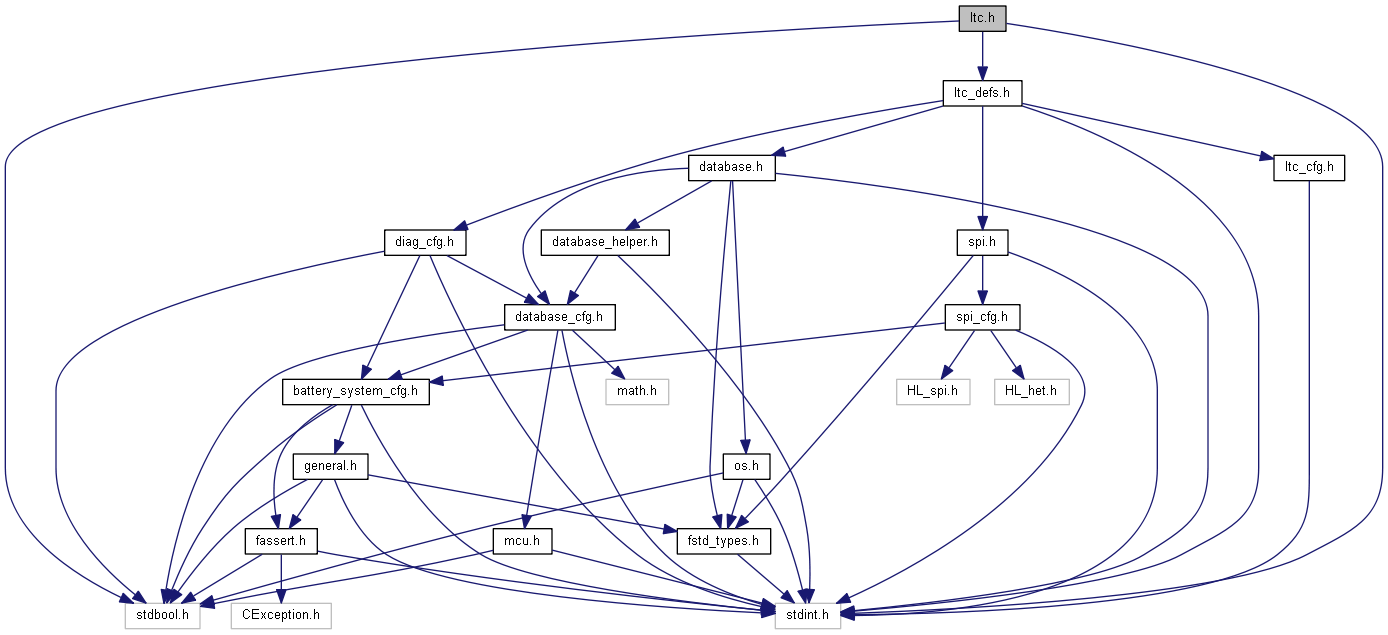 ltc.h
ltc_defs.h
database.h
ltc_cfg.h
diag_cfg.h
database_helper.h
spi.h
database_cfg.h
spi_cfg.h
battery_system_cfg.h
math.h
HL_spi.h
HL_het.h
general.h
os.h
fassert.h
mcu.h
fstd_types.h
stdbool.h
CException.h
stdint.h